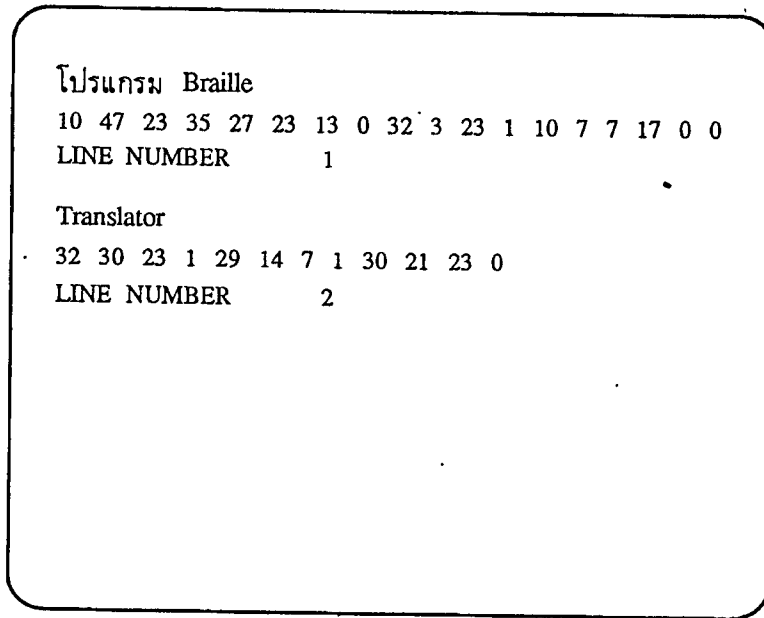 โปรแกรม Braille
10 47 23 35 27 23 13 0 32 3 23 1 10 7 7 17 0 0
LINE NUMBER 1
Translator
32 30 23 1 29 14 7 1 30 21 23 0
LINE NUMBER 2